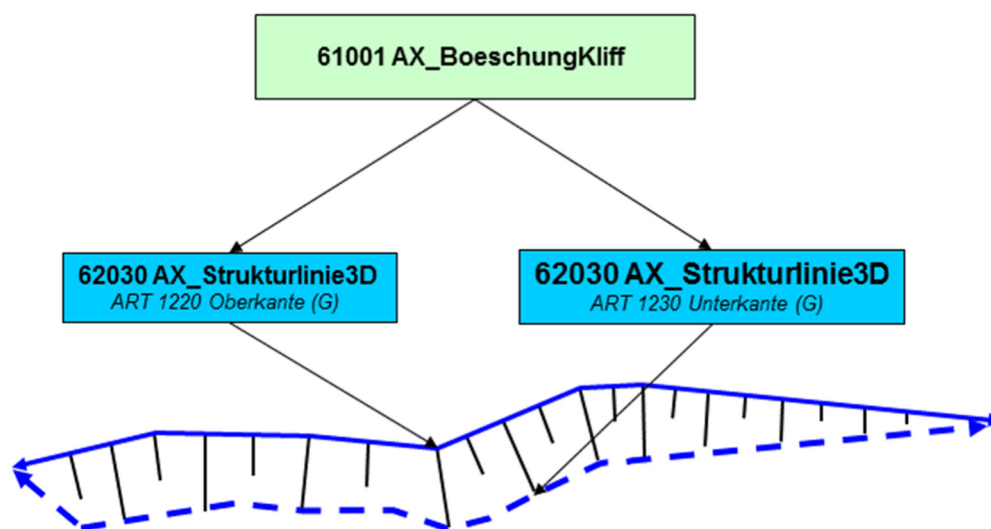 61001 AX_BoeschungKliff
62030 AX_Strukturlinie3D
ART 1220 Oberkante (G)
62030 AX_Strukturlinie3D
ART 1230 Unterkante (G)